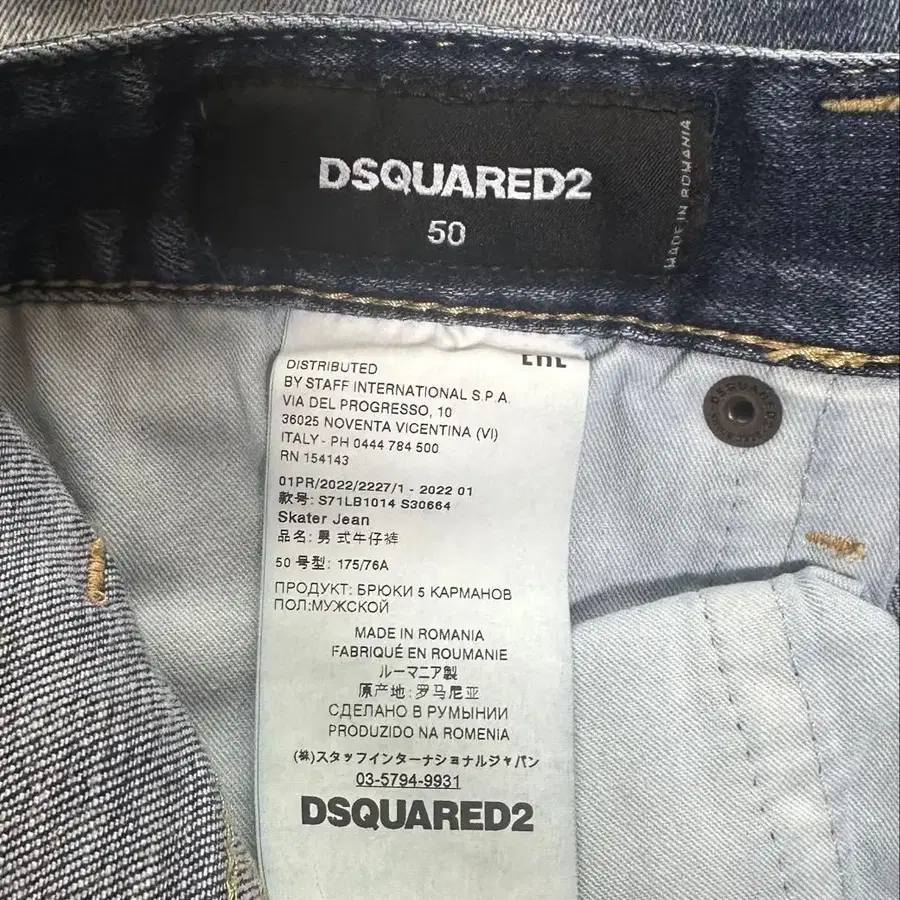 DSQUARED2
50
MADE IN ROMANIA
EAC
DISTRIBUTED
BY STAFF INTERNATIONAL S.P.A.
VIA DEL PROGRESSO, 10
36025 NOVENTA VICENTINA (VI)
ITALY - PH 0444 784 500
RN 154143
01PR/2022/2227/1 - 2022 01
款号: S71LB1014 S30664
Skater Jean
品名: 男 式牛仔裤
50 号型: 175/76A
ПРОДУКТ: БРЮКИ 5 КАРМАНОВ
ПОЛ:МУЖСКОЙ
MADE IN ROMANIA
FABRIQUÉ EN ROUMANIE
ルーマニア製
原产地: 罗马尼亚
СДЕЛАНО В РУМЫНИИ
PRODUZIDO NA ROMENIA
(株)スタッフインターナショナルジャパン
03-5794-9931
DSQUARED2